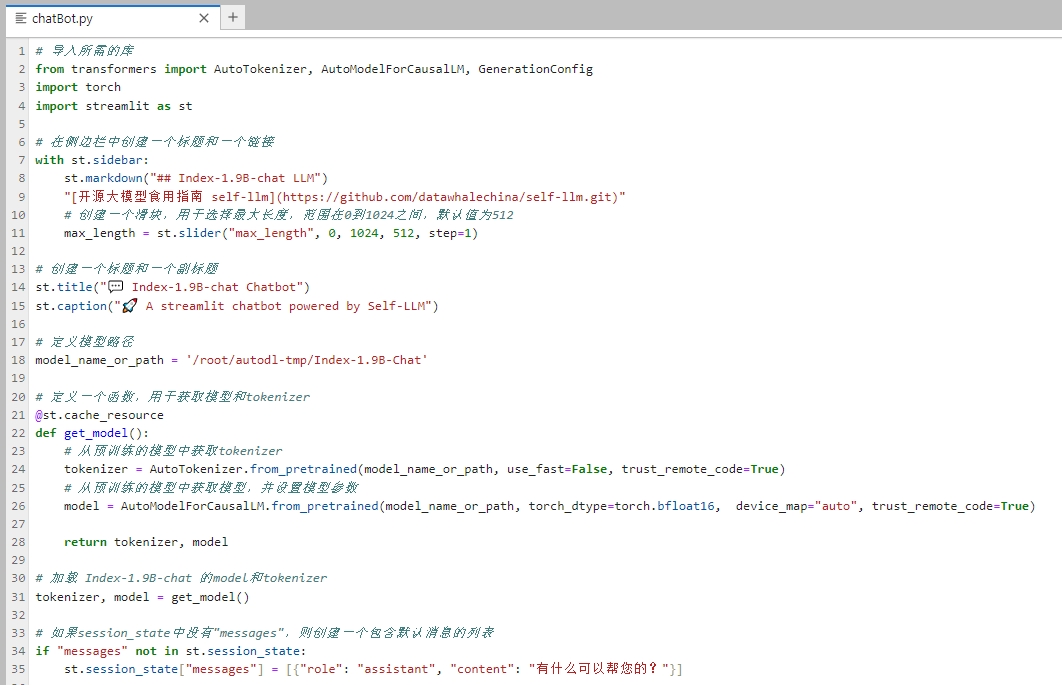 chatBot.py
1 # 导入所需的库
2 from transformers import AutoTokenizer, AutoModelForCausalLM, GenerationConfig
3 import torch
4 import streamlit as st
5
6 # 在侧边栏中创建一个标题和一个链接
7 with st.sidebar:
8     st.markdown("## Index-1.9B-chat LLM")
9     "[开源大模型食用指南 self-llm](https://github.com/datawhalechina/self-llm.git)"
10     # 创建一个滑块，用于选择最大长度，范围在0到1024之间，默认值为512
11     max_length = st.slider("max_length", 0, 1024, 512, step=1)
12
13 # 创建一个标题和一个副标题
14 st.title("💬 Index-1.9B-chat Chatbot")
15 st.caption("🚀 A streamlit chatbot powered by Self-LLM")
16
17 # 定义模型路径
18 model_name_or_path = '/root/autodl-tmp/Index-1.9B-Chat'
19
20 # 定义一个函数，用于获取模型和tokenizer
21 @st.cache_resource
22 def get_model():
23     # 从预训练的模型中获取tokenizer
24     tokenizer = AutoTokenizer.from_pretrained(model_name_or_path, use_fast=False, trust_remote_code=True)
25     # 从预训练的模型中获取模型，并设置模型参数
26     model = AutoModelForCausalLM.from_pretrained(model_name_or_path, torch_dtype=torch.bfloat16,  device_map="auto", trust_remote_code=True)
27
28     return tokenizer, model
29
30 # 加载 Index-1.9B-chat 的model和tokenizer
31 tokenizer, model = get_model()
32
33 # 如果session_state中没有"messages"，则创建一个包含默认消息的列表
34 if "messages" not in st.session_state:
35     st.session_state["messages"] = [{"role": "assistant", "content": "有什么可以帮您的？"}]